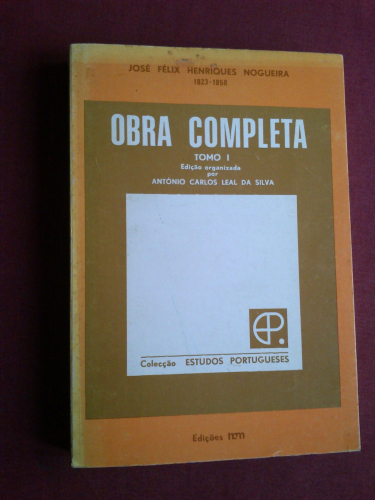 JOSÉ FÉLIX HENRIQUES NOGUEIRA
1823-1858
OBRA COMPLETA
TOMO I
Edição organizada
por
ANTÓNIO CARLOS LEAL DA SILVA
EP.
Colecção ESTUDOS PORTUGUESES
Edições